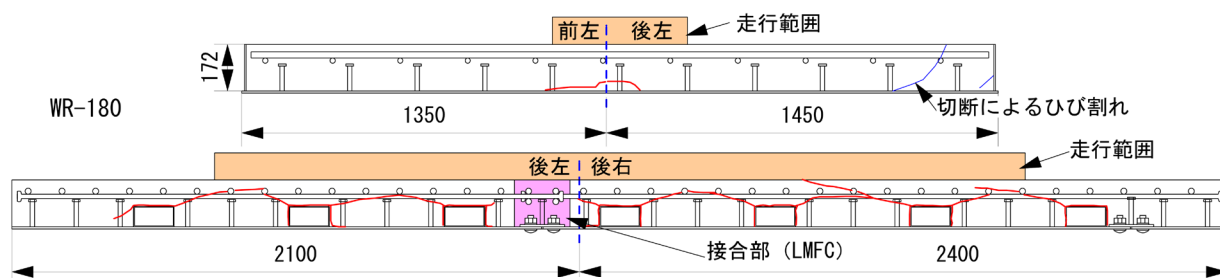 前左 後左
走行範囲
172
WR-180
切断によるひび割れ
1350
1450
走行範囲
後左 後右
接合部（LMFC）
2100
2400